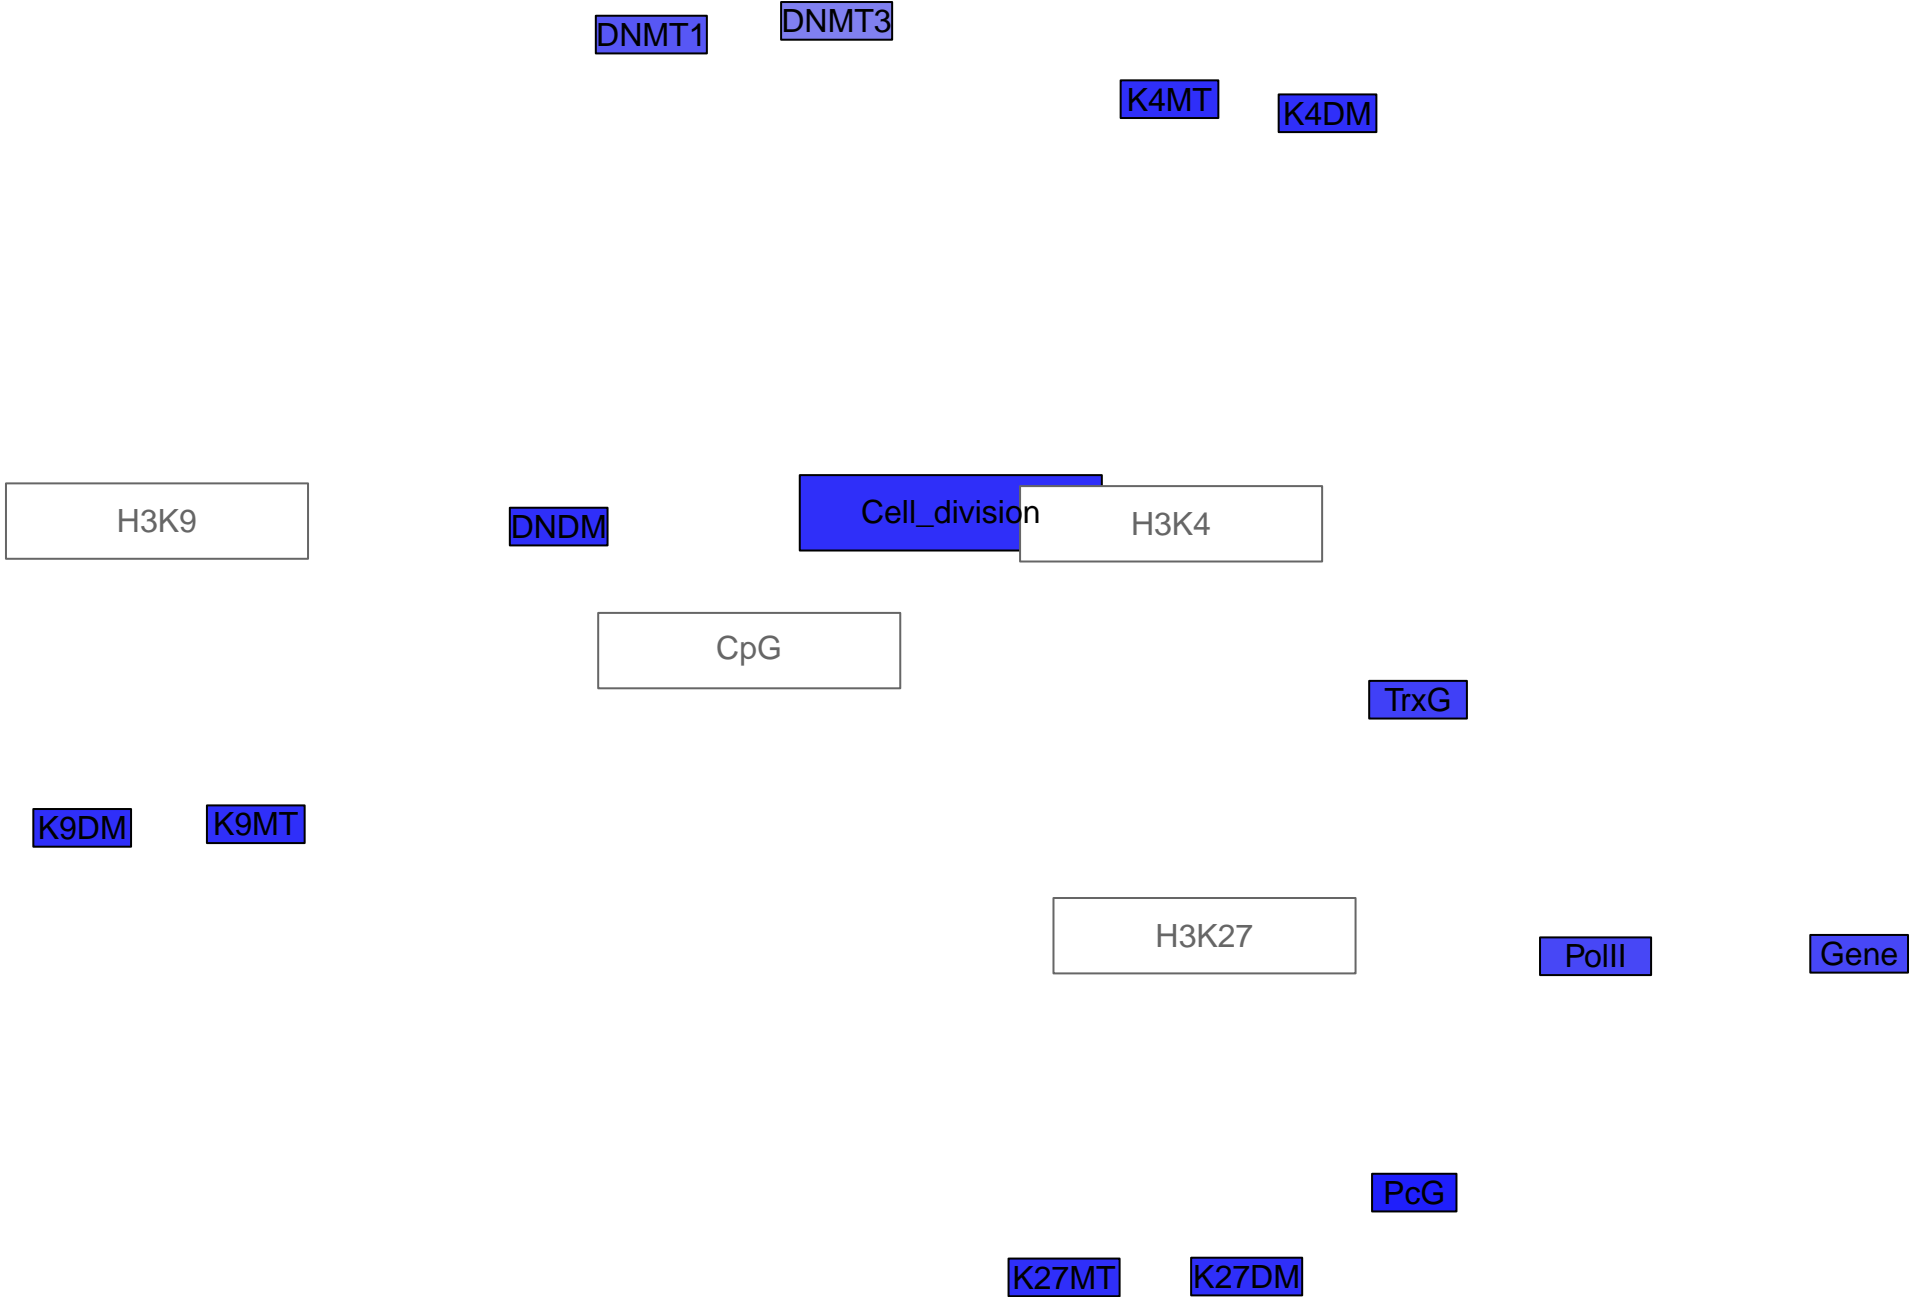 DNMT1
DNMT3
K4MT
K4DM
H3K9
DNDM
Cell_division
H3K4
CpG
TrxG
K9DM
K9MT
H3K27
PolII
Gene
PcG
K27MT
K27DM